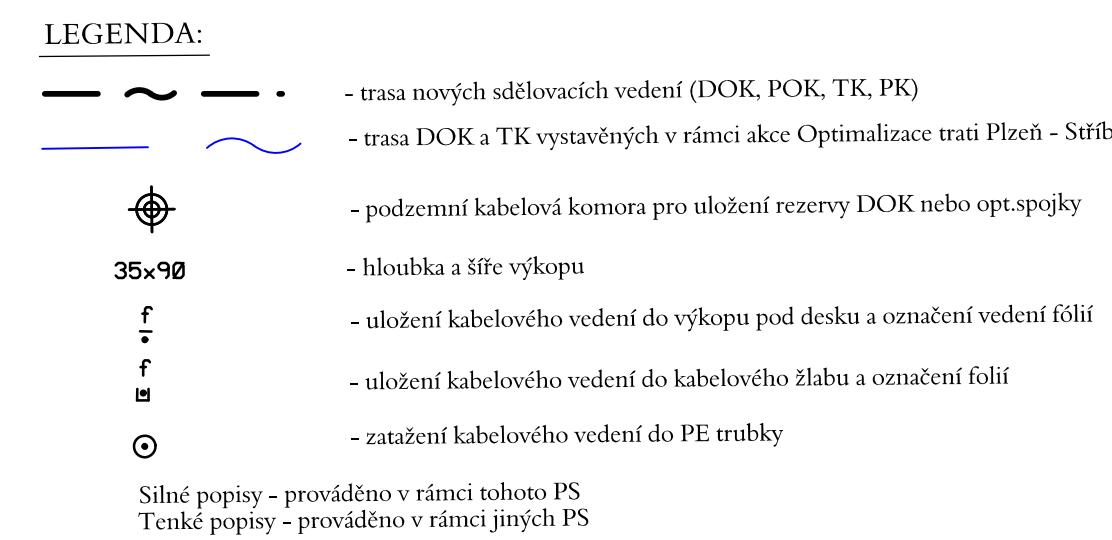 LEGENDA:
- trasa nových sdělovacích vedení (DOK, POK, TK, PK)
- trasa DOK a TK vystavěných v rámci akce Optimalizace trati Plzeň -
- podzemní kabelová komora pro uložení rezervy DOK nebo opt.spojky
35x90 - hloubka a šíře výkopu
f - uložení kabelového vedení do výkopu pod desku a označení vedení fólií
f - uložení kabelového vedení do kabelového žlabu a označení folií
- zatažení kabelového vedení do PE trubky
Silné popisy - prováděno v rámci tohoto PS
Tenké popisy - prováděno v rámci jiných PS